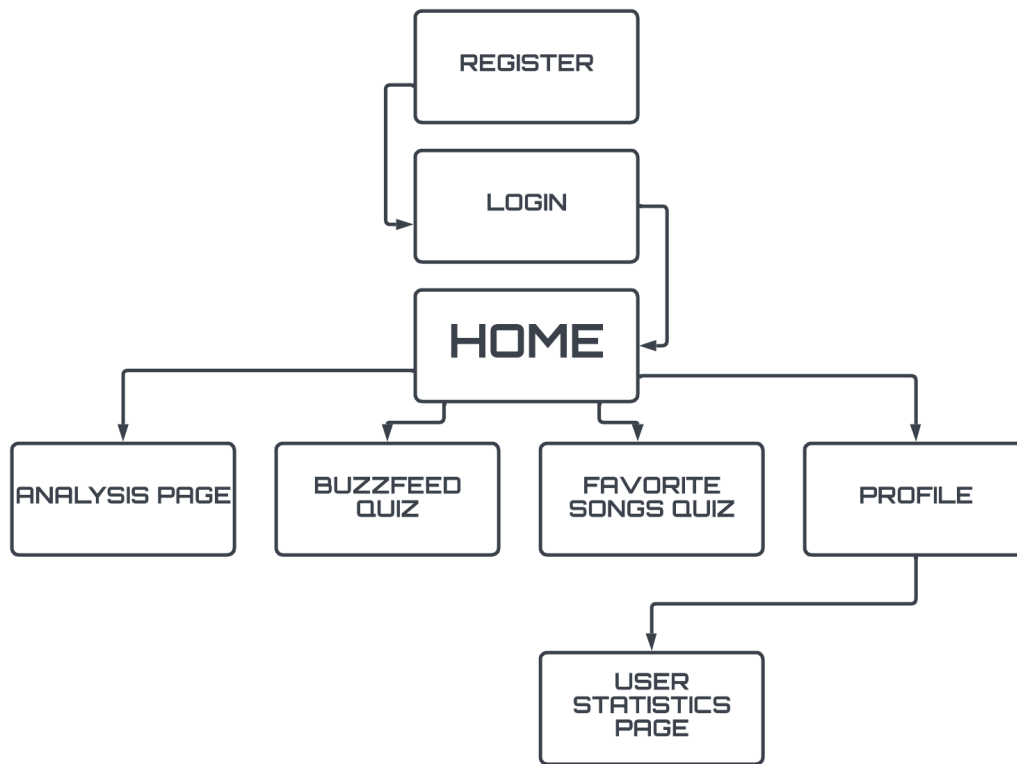 REGISTER
LOGIN
HOME
ANALYSIS PAGE
BUZZFEED
QUIZ
FAVORITE
SONGS QUIZ
PROFILE
USER
STATISTICS
PAGE